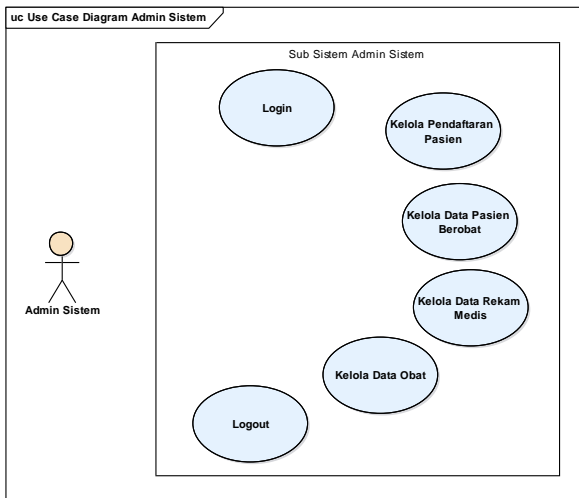 uc Use Case Diagram Admin Sistem
Sub Sistem Admin Sistem
Login
Kelola Pendaftaran
Pasien
Kelola Data Pasien
Berobat
Admin Sistem
Kelola Data Rekam
Medis
Kelola Data Obat
Logout